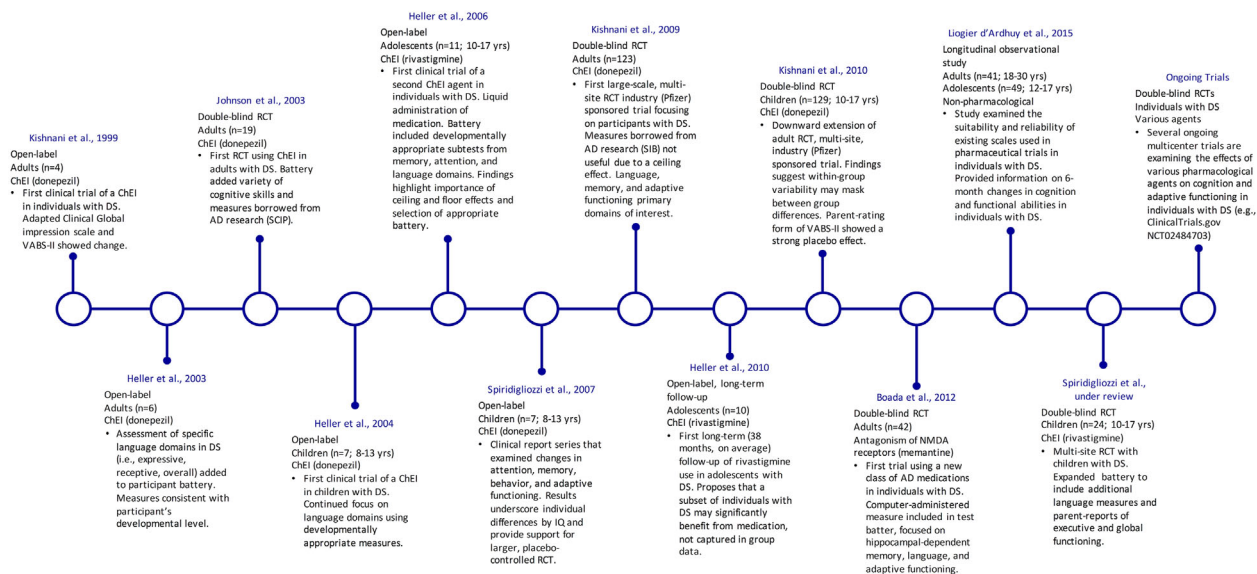 Kishnani et al., 1999
Open-label
Adults (n=4)
ChEI (donepezil)
• First clinical trial of a ChEI
in individuals with DS.
Adapted Clinical Global
impression scale and
VABS-II showed change.
Heller et al., 2003
Open-label
Adults (n=6)
ChEI (donepezil)
• Assessment of specific
language domains in DS
(i.e., expressive,
receptive, overall) added
to participant battery.
Measures consistent with
participant's
developmental level.
Johnson et al., 2003
Double-blind RCT
Adults (n=19)
ChEI (donepezil)
• First RCT using ChEI in
adults with DS. Battery
added variety of
cognitive skills and
measures borrowed from
AD research (SCIP).
Heller et al., 2004
Open-label
Children (n=7; 8-13 yrs)
ChEI (donepezil)
• First clinical trial of a ChEI
in children with DS.
Continued focus on
language domains using
developmentally
appropriate measures.
Heller et al., 2006
Open-label
Adolescents (n=11; 10-17 yrs)
ChEI (rivastigmine)
• First clinical trial of a
second ChEI agent in
individuals with DS. Liquid
administration of
medication. Battery
included developmentally
appropriate subtests from
memory, attention, and
language domains. Findings
highlight importance of
ceiling and floor effects and
selection of appropriate
battery.
Spiridigliozzi et al., 2007
Open-label
Children (n=7; 8-13 yrs)
ChEI (donepezil)
• Clinical report series that
examined changes in
attention, memory,
behavior, and adaptive
functioning. Results
underscore individual
differences by IQ and
provide support for
larger, placebo-
controlled RCT.
Kishnani et al., 2009
Double-blind RCT
Adults (n=123)
ChEI (donepezil)
• First large-scale, multi-
site RCT industry (Pfizer)
sponsored trial focusing
on participants with DS.
Measures borrowed from
AD research (SIB) not
useful due to a ceiling
effect. Language,
memory, and adaptive
functioning primary
domains of interest.
Heller et al., 2010
Open-label, long-term
follow-up
Adolescents (n=10)
ChEI (rivastigmine)
• First long-term (38
months, on average)
follow-up of rivastigmine
use in adolescents with
DS. Proposes that a
subset of individuals with
DS may significantly
benefit from medication,
not captured in group
data.
Kishnani et al., 2010
Double-blind RCT
Children (n=129; 10-17 yrs)
ChEI (donepezil)
• Downward extension of
adult RCT, multi-site,
industry (Pfizer)
sponsored trial. Findings
suggest within-group
variability may mask
between group
differences. Parent-rating
form of VABS-II showed a
strong placebo effect.
Boada et al., 2012
Double-blind RCT
Adults (n=42)
Antagonism of NMDA
receptors (memantine)
• First trial using a new
class of AD medications
in individuals with DS.
Computer-administered
measure included in test
batter, focused on
hippocampal-dependent
memory, language, and
adaptive functioning.
Liogier d'Ardhuy et al., 2015
Longitudinal observational
study
Adults (n=41; 18-30 yrs)
Adolescents (n=49; 12-17 yrs)
Non-pharmacological
• Study examined the
suitability and reliability of
existing scales used in
pharmaceutical trials in
individuals with DS.
Provided information on 6-
month changes in cognition
and functional abilities in
individuals with DS.
Spiridigliozzi et al.,
under review
Double-blind RCT
Children (n=24; 10-17 yrs)
ChEI (rivastigmine)
• Multi-site RCT with
children with DS.
Expanded battery to
include additional
language measures and
parent-reports of
executive and global
functioning.
Ongoing Trials
Double-blind RCTs
Individuals with DS
Various agents
• Several ongoing
multicenter trials are
examining the effects of
various pharmacological
agents on cognition and
adaptive functioning in
individuals with DS (e.g.,
ClinicalTrials.gov
NCT02484703)